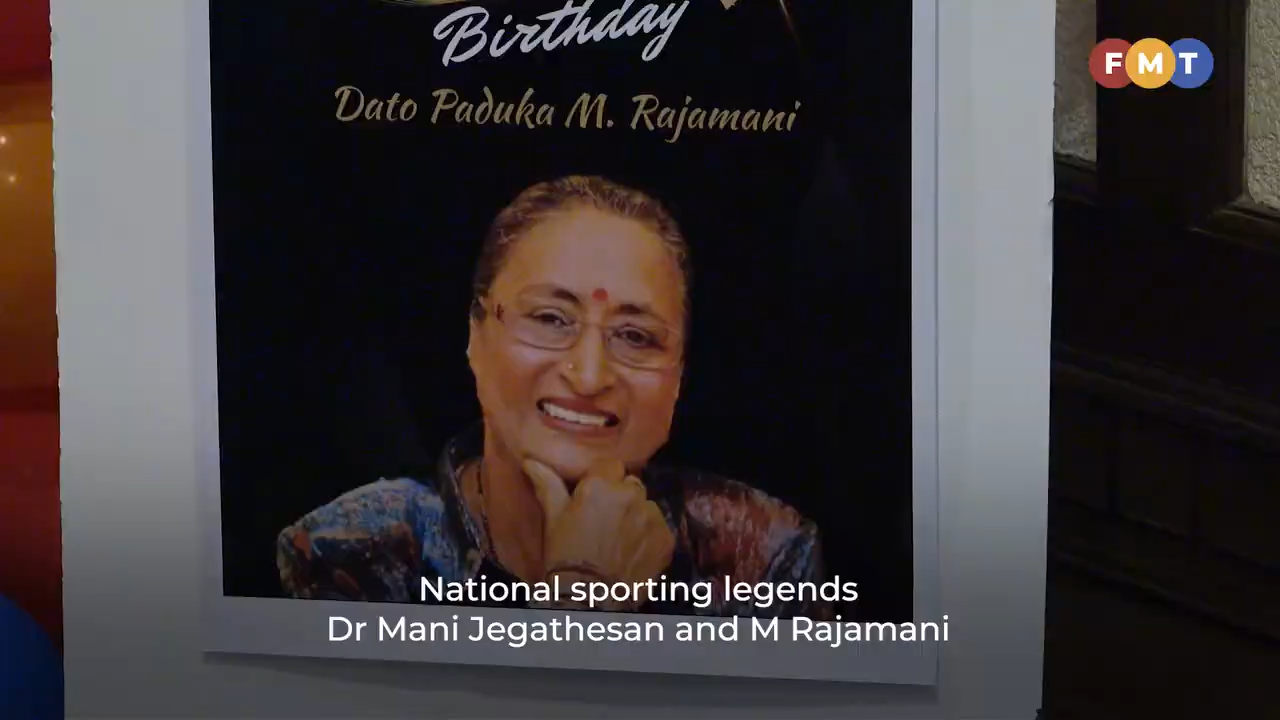 Birthday
Dato Paduka M. Rajamani
FMT
National sporting legends
Dr Mani Jegathesan and M Rajamani